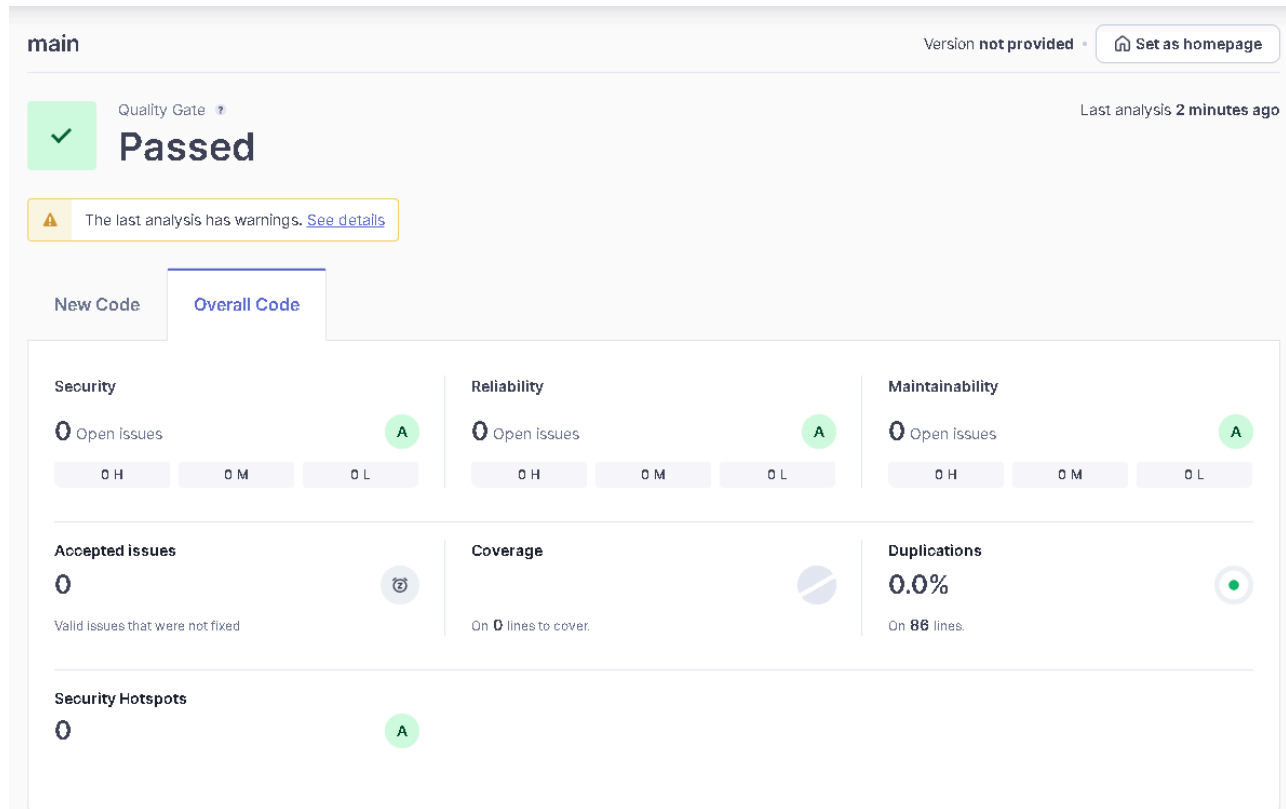 main
Version not provided • Set as homepage
Quality Gate ?
Last analysis 2 minutes ago
Passed
The last analysis has warnings. See details
New Code
Overall Code
Security
Reliability
Maintainability
0 Open issues A
0 Open issues A
0 Open issues A
0 H 0 M 0 L
0 H 0 M 0 L
0 H 0 M 0 L
Accepted issues
Coverage
Duplications
0
0.0%
Valid issues that were not fixed
On 0 lines to cover.
On 86 lines.
Security Hotspots
0 A